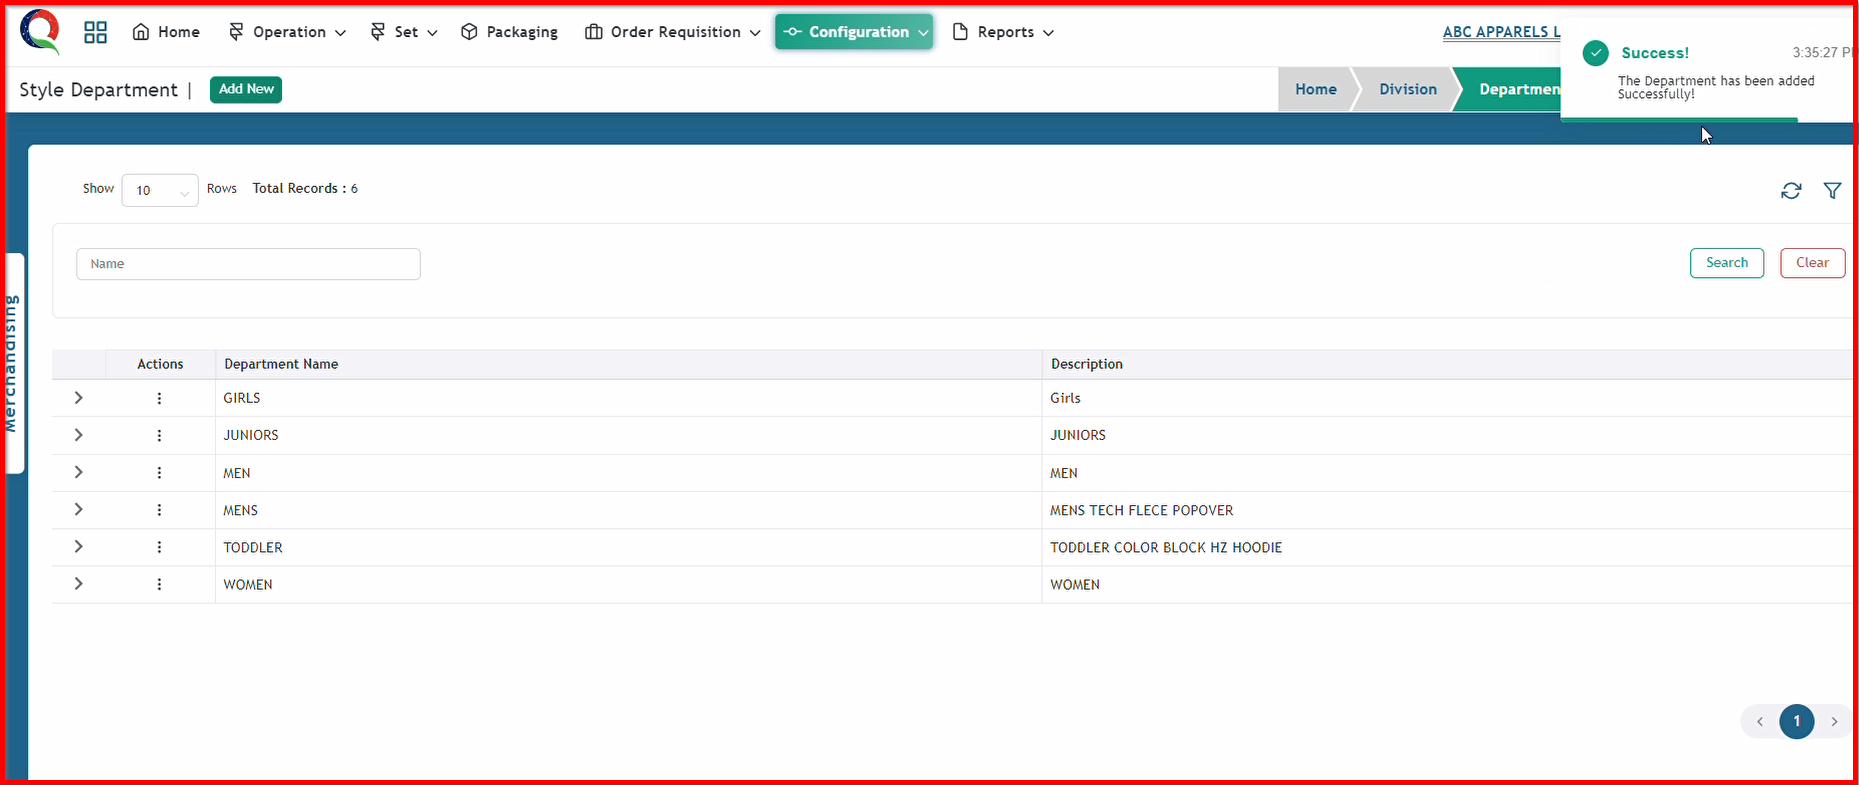 Home Operation Set Packaging Order Requisition Configuration Reports ABC APPARELS L
Success! 3:35:27 P
The Department has been added
Successfully!
Style Department | Add New Home Division Departmen
Show 10 Rows Total Records : 6
Merchandising
Name Search Clear
Actions Department Name Description
GIRLS Girls
JUNIORS JUNIORS
MEN MEN
MENS MENS TECH FLECE POPOVER
TODDLER TODDLER COLOR BLOCK HZ HOODIE
WOMEN WOMEN
< 1 >